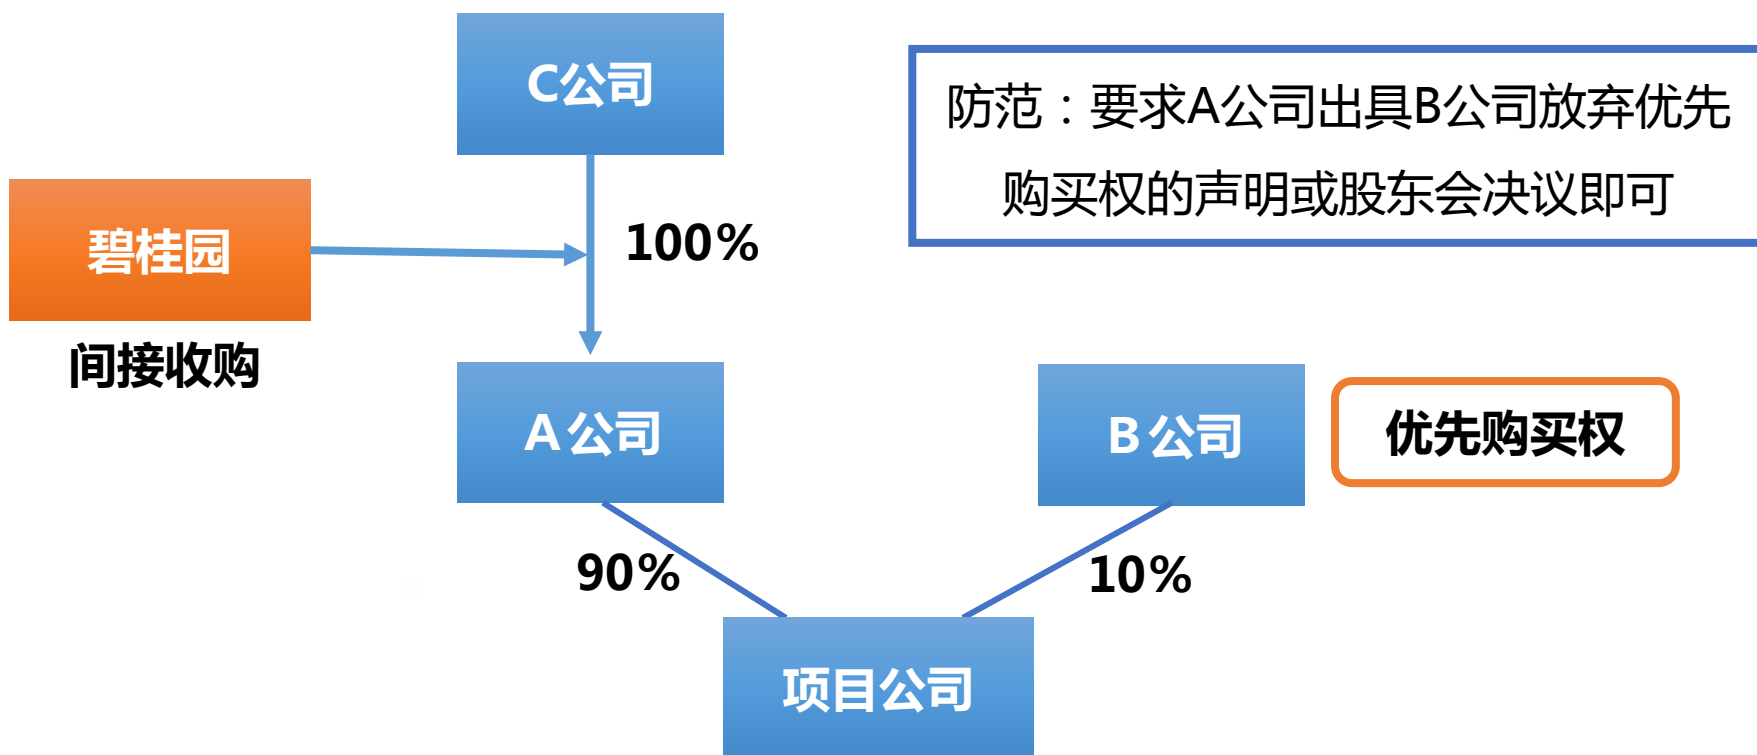 C公司
防范：要求A公司出具B公司放弃优先
购买权的声明或股东会决议即可
碧桂园
100%
间接收购
A公司
B公司
优先购买权
90%
10%
项目公司